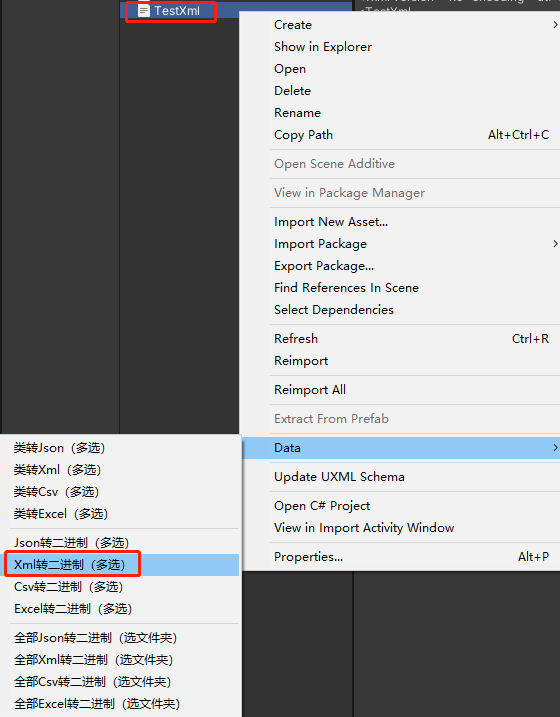 TestXml
Create
Show in Explorer
Open
Delete
Rename
Copy Path Alt+Ctrl+C
Open Scene Additive
View in Package Manager
Import New Asset...
Import Package
Export Package...
Find References In Scene
Select Dependencies
Refresh Ctrl+R
Reimport
Reimport All
Extract From Prefab
Data
Update UXML Schema
Open C# Project
View in Import Activity Window
Properties... Alt+P
类转Json（多选）
类转Xml（多选）
类转Csv（多选）
类转Excel（多选）
Json转二进制（多选）
Xml转二进制（多选）
Csv转二进制（多选）
Excel转二进制（多选）
全部Json转二进制（选文件夹）
全部Xml转二进制（选文件夹）
全部Csv转二进制（选文件夹）
全部Excel转二进制（选文件夹）